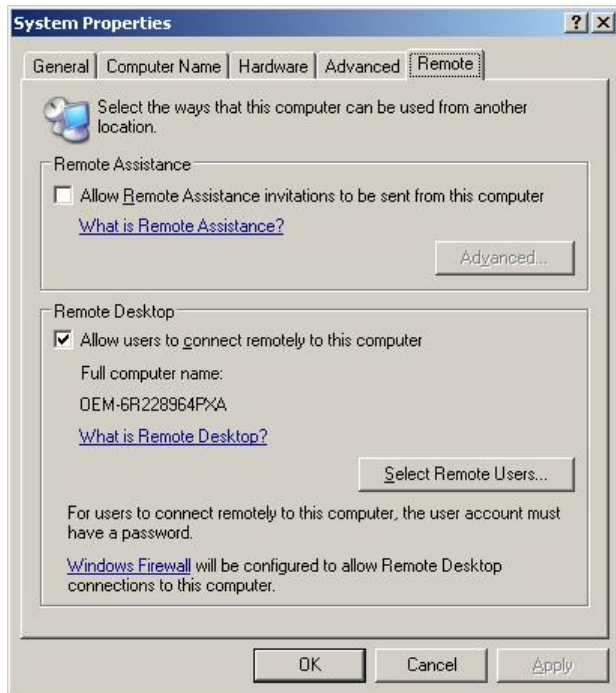 System Properties
General Computer Name Hardware Advanced Remote
Select the ways that this computer can be used from another
location.
Remote Assistance
Allow Remote Assistance invitations to be sent from this computer
What is Remote Assistance?
Advanced...
Remote Desktop
Allow users to connect remotely to this computer
Full computer name:
OEM-6R228964PXA
What is Remote Desktop?
Select Remote Users...
For users to connect remotely to this computer, the user account must
have a password.
Windows Firewall will be configured to allow Remote Desktop
connections to this computer.
OK Cancel Apply